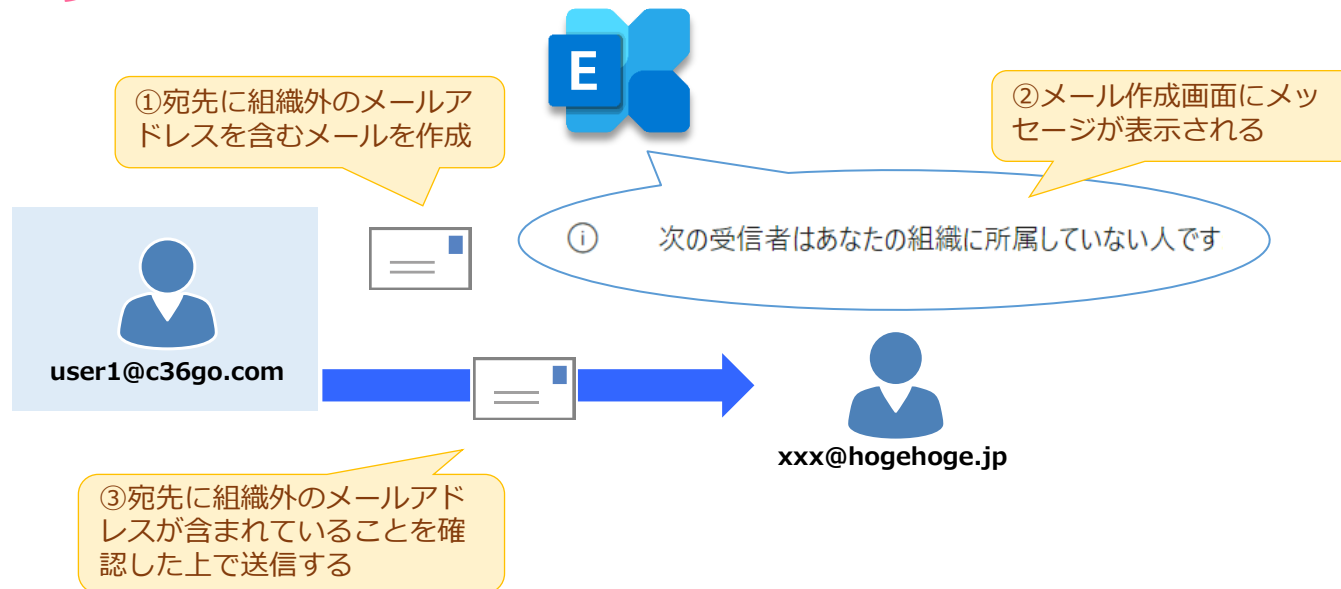 E
①宛先に組織外のメールア
ドレスを含むメールを作成
②メール作成画面にメッ
セージが表示される
次の受信者はあなたの組織に所属していない人です
user1@c36go.com
xxx@hogehoge.jp
③宛先に組織外のメールアド
レスが含まれていることを確
認した上で送信する